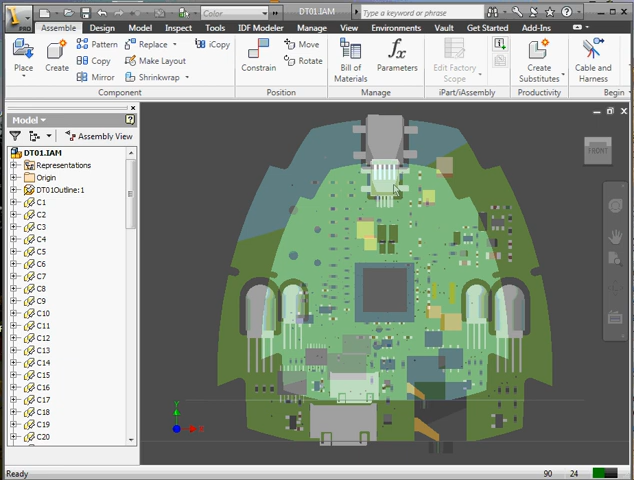 Color
DT01.IAM
Type a keyword or phrase
PRO
Assemble Design Model Inspect Tools IDF Modeler Manage View Environments Vault Get Started Add-Ins
Place
Create
Pattern
Copy
Mirror
Replace
Make Layout
Shrinkwrap
iCopy
Constrain
Move
Rotate
Bill of
Materials
Parameters
Edit Factory
Scope
Create
Substitutes
Cable and
Harness
Component
Position
Manage
iPart/iAssembly
Productivity
Begin
Model
Assembly View
DT01.IAM
Representations
Origin
DT01Outline:1
C1
C2
C3
C4
C5
C6
C7
C8
C9
C10
C11
C12
C13
C14
C15
C16
C17
C18
C19
C20
FRONT
Y
Ready
90
24